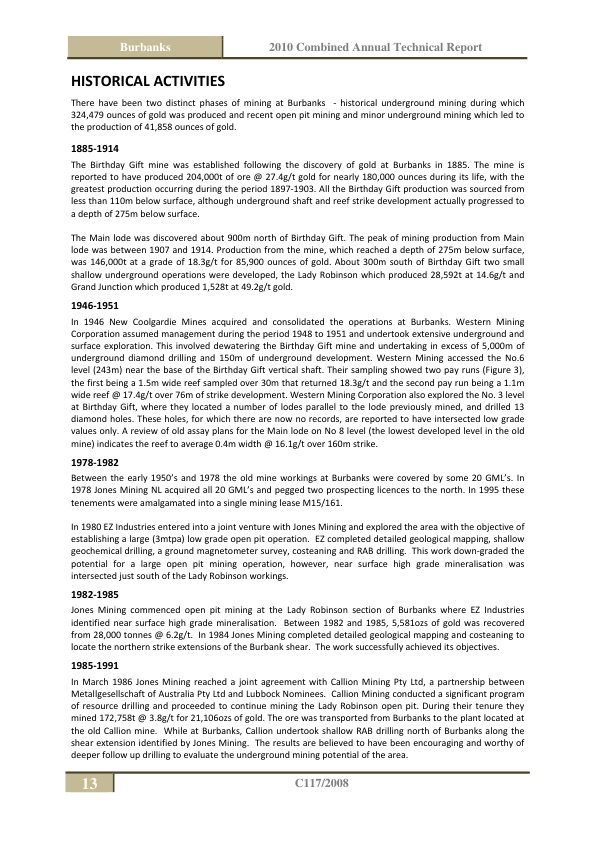 Burbanks
2010 Combined Annual Technical Report
HISTORICAL ACTIVITIES
There have been two distinct phases of mining at Burbanks - historical underground mining during which
324,479 ounces of gold was produced and recent open pit mining and minor underground mining which led to
the production of 41,858 ounces of gold.
1885-1914
The Birthday Gift mine was established following the discovery of gold at Burbanks in 1885. The mine is
reported to have produced 204,000t of ore @ 27.4g/t gold for nearly 180,000 ounces during its life, with the
greatest production occurring during the period 1897-1903. All the Birthday Gift production was sourced from
less than 110m below surface, although underground shaft and reef strike development actually progressed to
a depth of 275m below surface.
The Main lode was discovered about 900m north of Birthday Gift. The peak of mining production from Main
lode was between 1907 and 1914. Production from the mine, which reached a depth of 275m below surface,
was 146,000t at a grade of 18.3g/t for 85,900 ounces of gold. About 300m south of Birthday Gift two small
shallow underground operations were developed, the Lady Robinson which produced 28,592t at 14.6g/t and
Grand Junction which produced 1,528t at 49.2g/t gold.
1946-1951
In 1946 New Coolgardie Mines acquired and consolidated the operations at Burbanks. Western Mining
Corporation assumed management during the period 1948 to 1951 and undertook extensive underground and
surface exploration. This involved dewatering the Birthday Gift mine and undertaking in excess of 5,000m of
underground diamond drilling and 150m of underground development. Western Mining accessed the No.6
level (243m) near the base of the Birthday Gift vertical shaft. Their sampling showed two pay runs (Figure 3),
the first being a 1.5m wide reef sampled over 30m that returned 18.3g/t and the second pay run being a 1.1m
wide reef @ 17.4g/t over 76m of strike development. Western Mining Corporation also explored the No. 3 level
at Birthday Gift, where they located a number of lodes parallel to the lode previously mined, and drilled 13
diamond holes. These holes, for which there are now no records, are reported to have intersected low grade
values only. A review of old assay plans for the Main lode on No 8 level (the lowest developed level in the old
mine) indicates the reef to average 0.4m width @ 16.1g/t over 160m strike.
1978-1982
Between the early 1950's and 1978 the old mine workings at Burbanks were covered by some 20 GML's. In
1978 Jones Mining NL acquired all 20 GML's and pegged two prospecting licences to the north. In 1995 these
tenements were amalgamated into a single mining lease M15/161.
In 1980 EZ Industries entered into a joint venture with Jones Mining and explored the area with the objective of
establishing a large (3mtpa) low grade open pit operation. EZ completed detailed geological mapping, shallow
geochemical drilling, a ground magnetometer survey, costeaning and RAB drilling. This work down-graded the
potential for a large open pit mining operation, however, near surface high grade mineralisation was
intersected just south of the Lady Robinson workings.
1982-1985
Jones Mining commenced open pit mining at the Lady Robinson section of Burbanks where EZ Industries
identified near surface high grade mineralisation. Between 1982 and 1985, 5,581ozs of gold was recovered
from 28,000 tonnes @ 6.2g/t. In 1984 Jones Mining completed detailed geological mapping and costeaning to
locate the northern strike extensions of the Burbank shear. The work successfully achieved its objectives.
1985-1991
In March 1986 Jones Mining reached a joint agreement with Callion Mining Pty Ltd, a partnership between
Metallgesellschaft of Australia Pty Ltd and Lubbock Nominees. Callion Mining conducted a significant program
of resource drilling and proceeded to continue mining the Lady Robinson open pit. During their tenure they
mined 172,758t @ 3.8g/t for 21,106ozs of gold. The ore was transported from Burbanks to the plant located at
the old Callion mine. While at Burbanks, Callion undertook shallow RAB drilling north of Burbanks along the
shear extension identified by Jones Mining. The results are believed to have been encouraging and worthy of
deeper follow up drilling to evaluate the underground mining potential of the area.
13
C117/2008